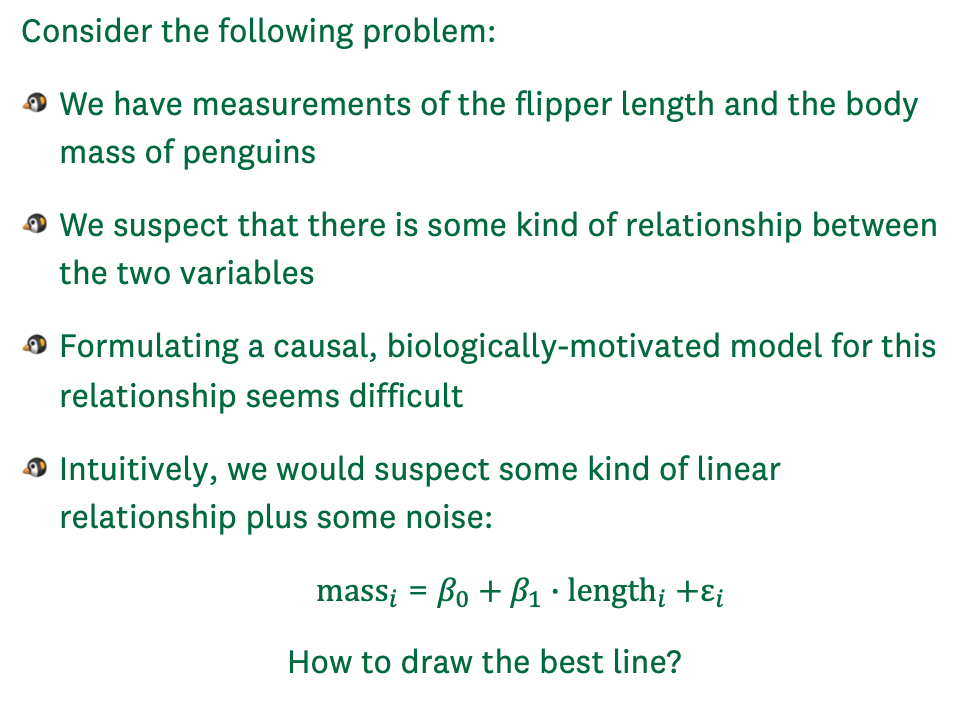 Consider the following problem:
We have measurements of the flipper length and the body
mass of penguins
We suspect that there is some kind of relationship between
the two variables
Formulating a causal, biologically-motivated model for this
relationship seems difficult
Intuitively, we would suspect some kind of linear
relationship plus some noise:
massᵢ = β₀ + β₁ · lengthᵢ +εᵢ
How to draw the best line?